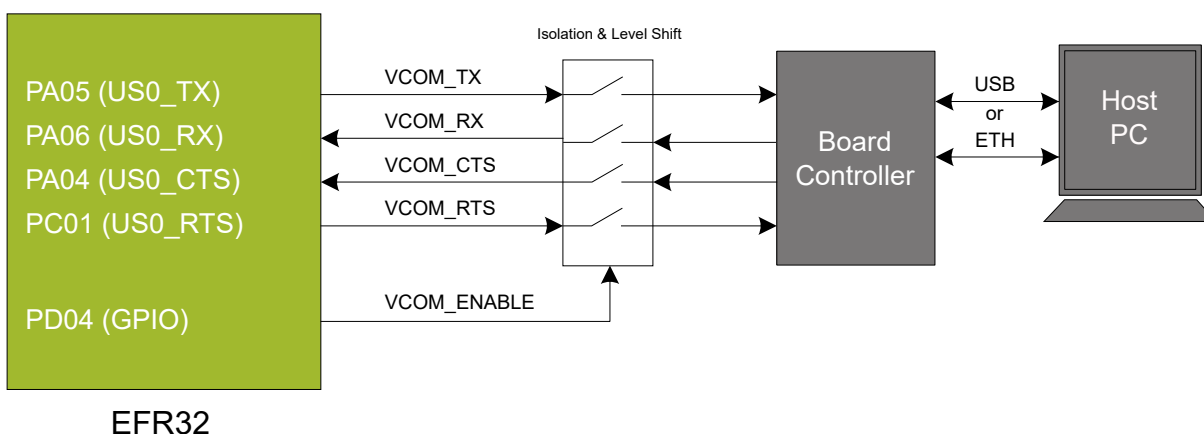 Isolation & Level Shift
PA05 (US0_TX)
VCOM_TX
PA06 (US0_RX)
VCOM_RX
PA04 (US0_CTS)
VCOM_CTS
PC01 (US0_RTS)
VCOM_RTS
PD04 (GPIO)
VCOM_ENABLE
Board
Controller
USB
or
ETH
Host
PC
EFR32